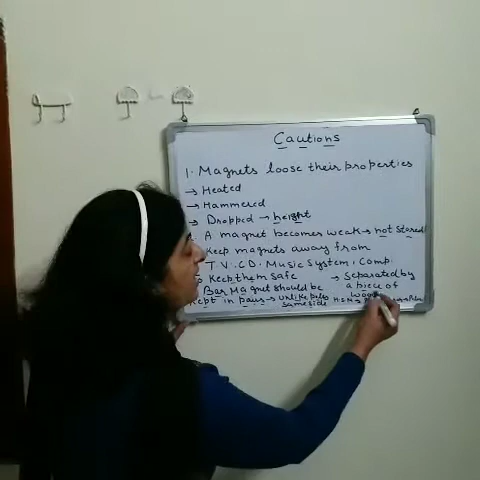 Cautions
1. Magnets loose their properties
→ Heated
→ Hammered
→ Dropped → height
A magnet becomes weak → not stored
Keep magnets away from
T.V. CD. Music System, Comp.
Keep them safe → Separated by
Bar Magnet should be a piece of
kept in pairs → unlike poles
same side